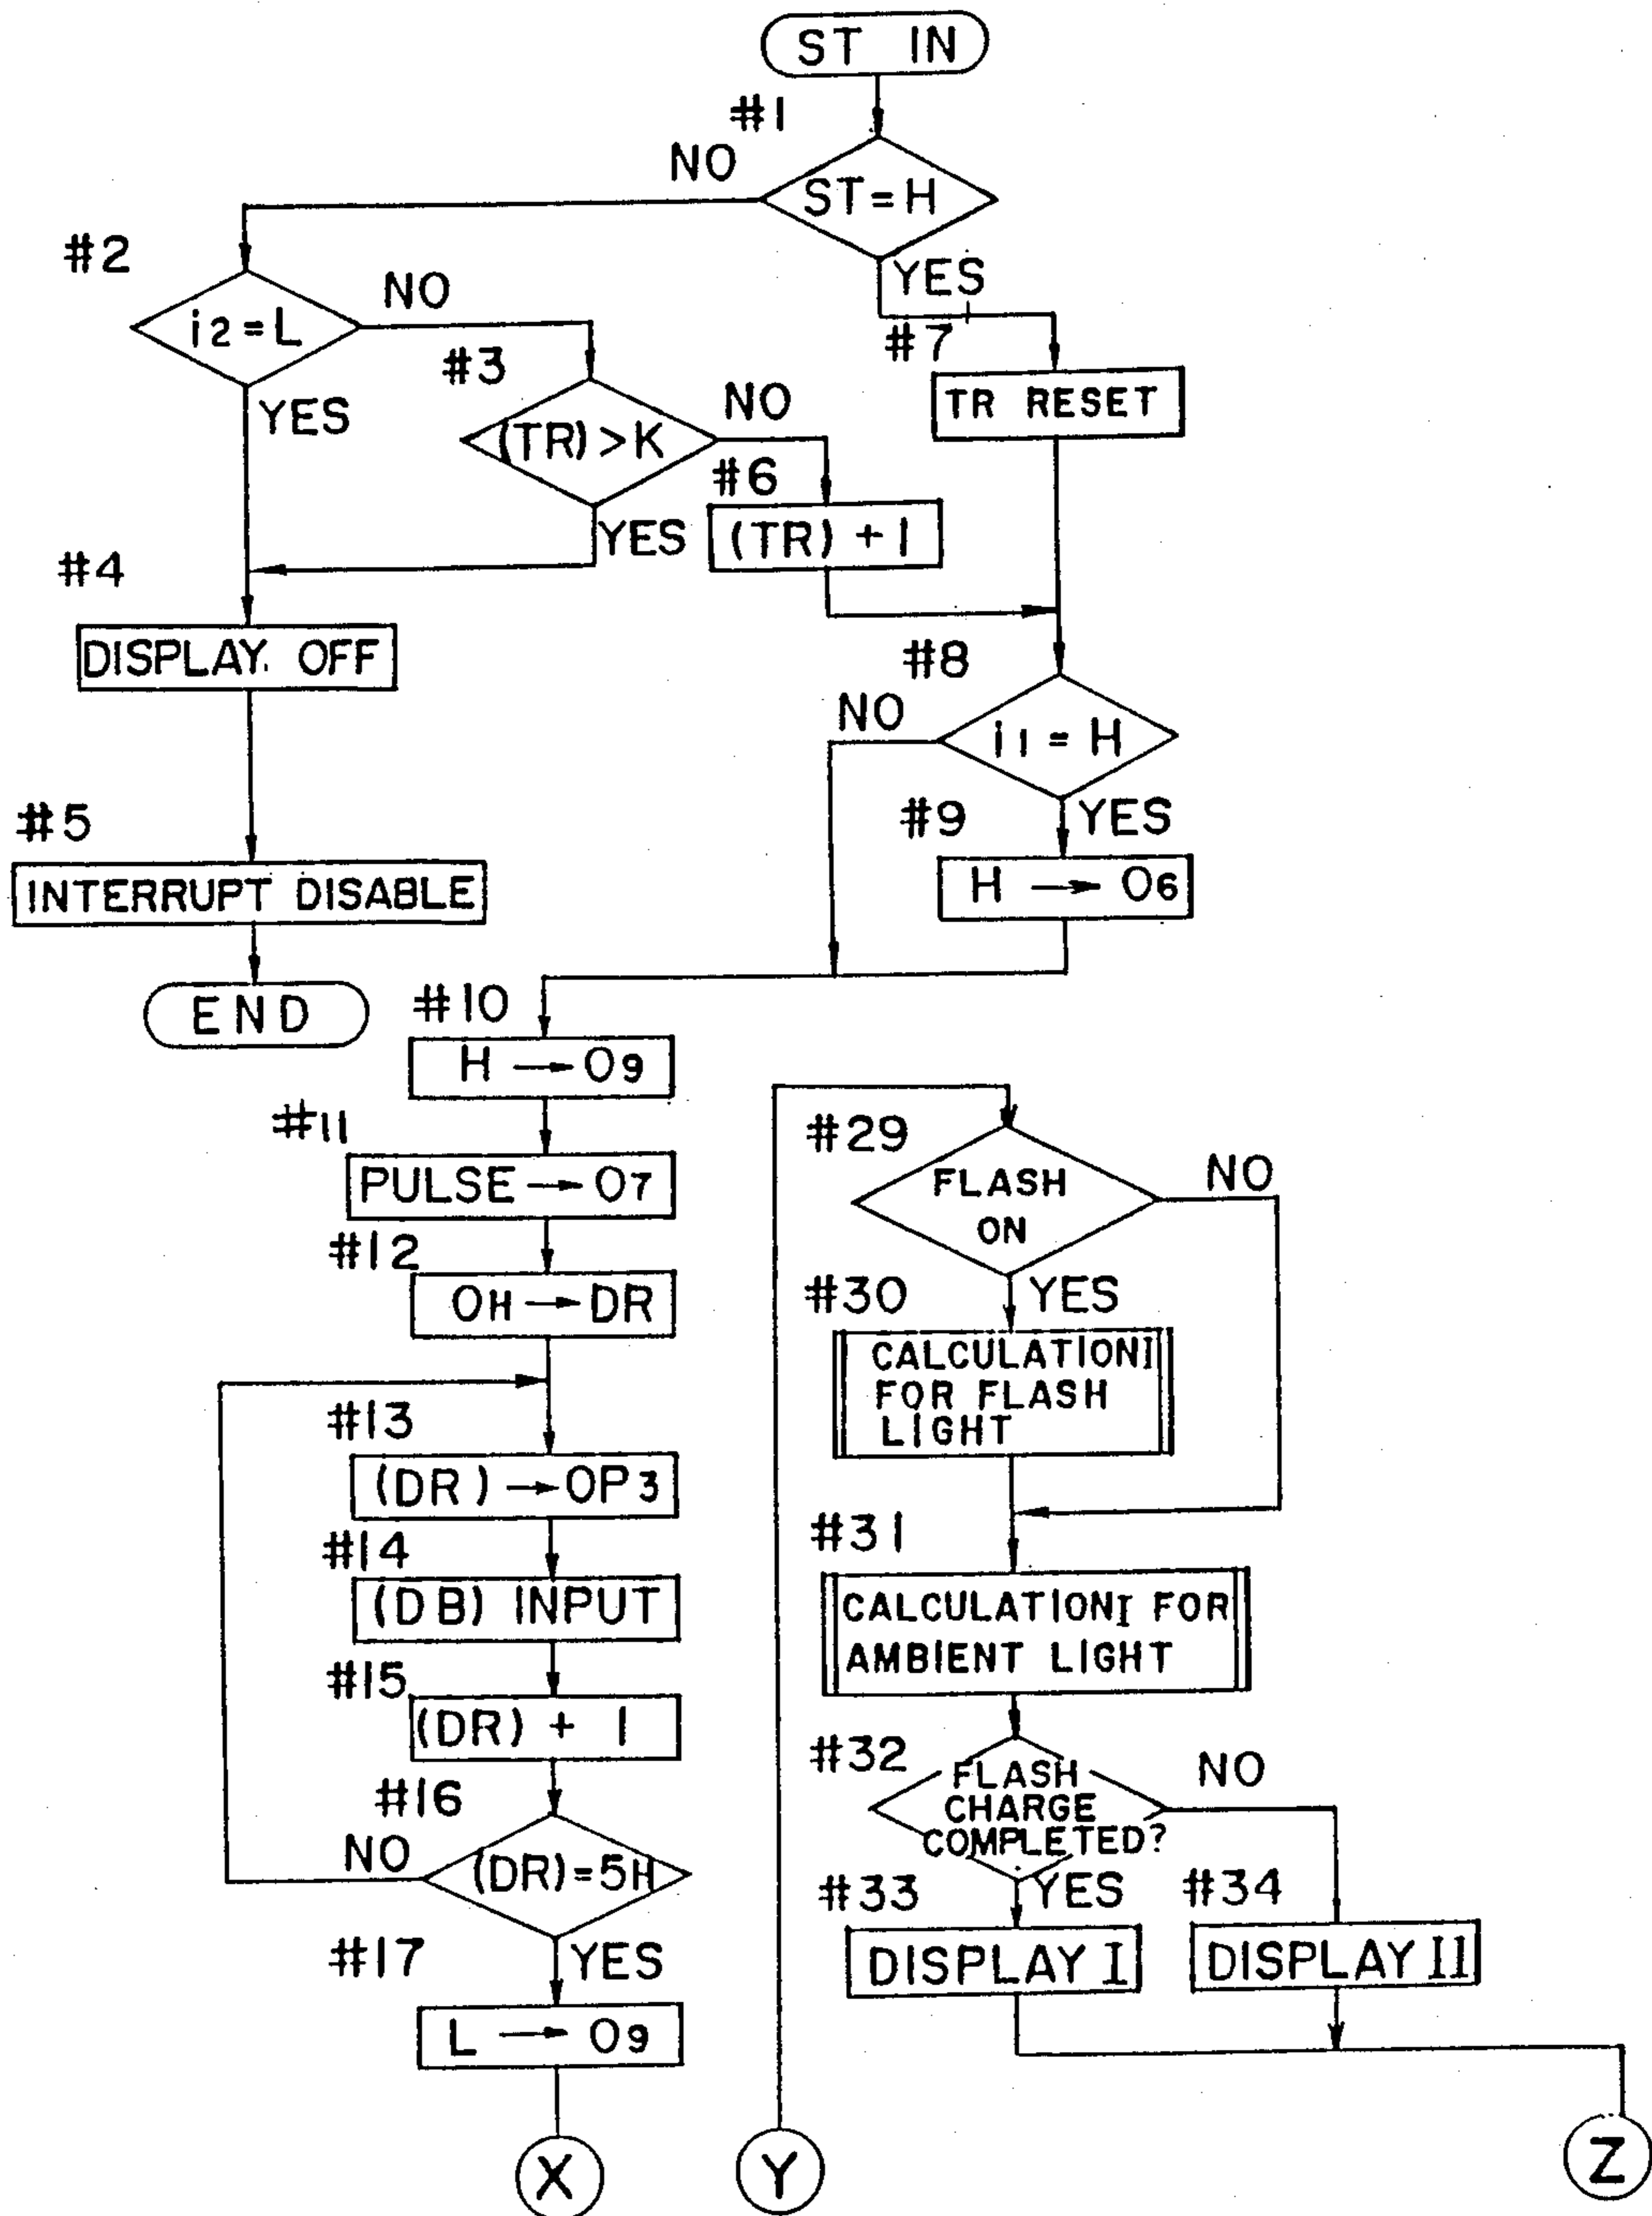 ST IN
#1
NO
ST=H
YES
#2
i2=L
NO
YES
#3
(TR)>K
NO
YES
#6
(TR)+1
#7
TR RESET
#4
DISPLAY OFF
#5
INTERRUPT DISABLE
END
#8
NO
i1=H
YES
#9
H → O6
#10
H → O9
#11
PULSE → O7
#12
OH → DR
#13
(DR) → OP3
#14
(DB) INPUT
#15
(DR) + 1
#16
NO
(DR)=5H
YES
#17
L → O9
X
#29
FLASH
ON
NO
YES
#30
CALCULATION I
FOR FLASH
LIGHT
#31
CALCULATION I FOR
AMBIENT LIGHT
#32
FLASH
CHARGE
COMPLETED?
NO
YES
#33
DISPLAY I
#34
DISPLAY II
Y
Z